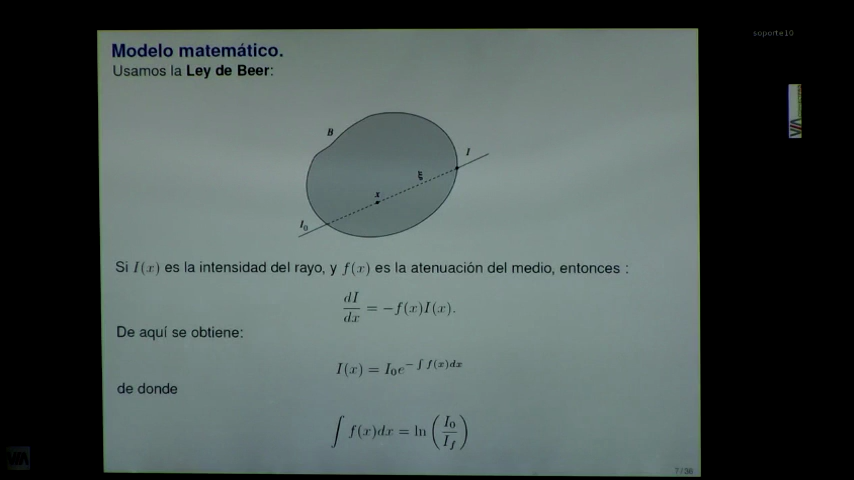 soporte10
Modelo matemático.
Usamos la Ley de Beer:
B
I
ξ
x
I₀
Si I(x) es la intensidad del rayo, y f(x) es la atenuación del medio, entonces :
dI/dx = −f(x)I(x).
De aquí se obtiene:
I(x) = I₀e^{−∫ f(x)dx}
de donde
∫ f(x)dx = ln (I₀/I_f)
7/36